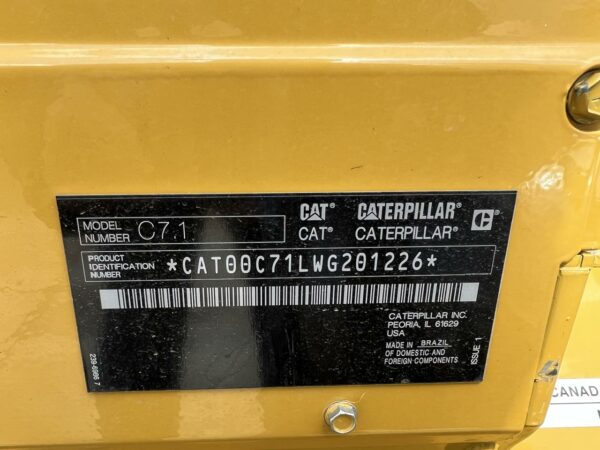 MODEL NUMBER C7.1
CAT® CATERPILLAR®
CAT® CATERPILLAR®
PRODUCT IDENTIFICATION NUMBER *CAT00C71LWG201226*
CATERPILLAR INC.
PEORIA, IL 61629
USA
MADE IN BRAZIL
OF DOMESTIC AND
FOREIGN COMPONENTS
ISSUE 1
CANAD